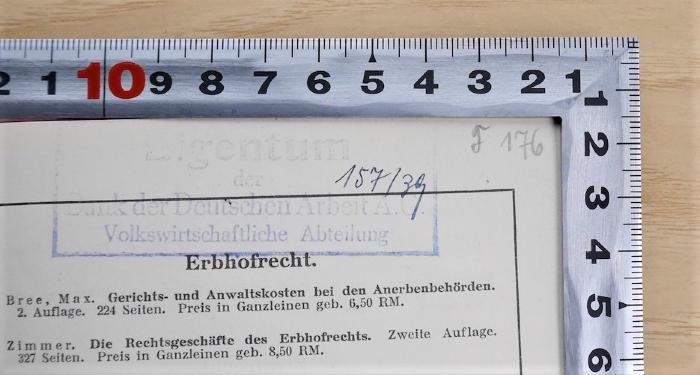 2 1 10 9 8 7 6 5 4 3 2 1
1
2
3
4
5
6
F 176
Eigentum
der
157/39
Bank der Deutschen Arbeit A.G.
Volkswirtschaftliche Abteilung
Erbhofrecht.
Bree, Max. Gerichts- und Anwaltskosten bei den Anerbenbehörden.
2. Auflage. 224 Seiten. Preis in Ganzleinen geb. 6,50 RM.
Zimmer. Die Rechtsgeschäfte des Erbhofrechts. Zweite Auflage.
327 Seiten. Preis in Ganzleinen geb. 8,50 RM.